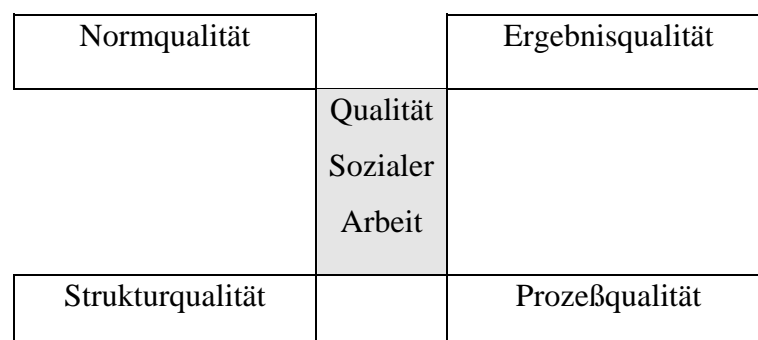 Normqualität
Ergebnisqualität
Qualität
Sozialer
Arbeit
Strukturqualität
Prozeßqualität